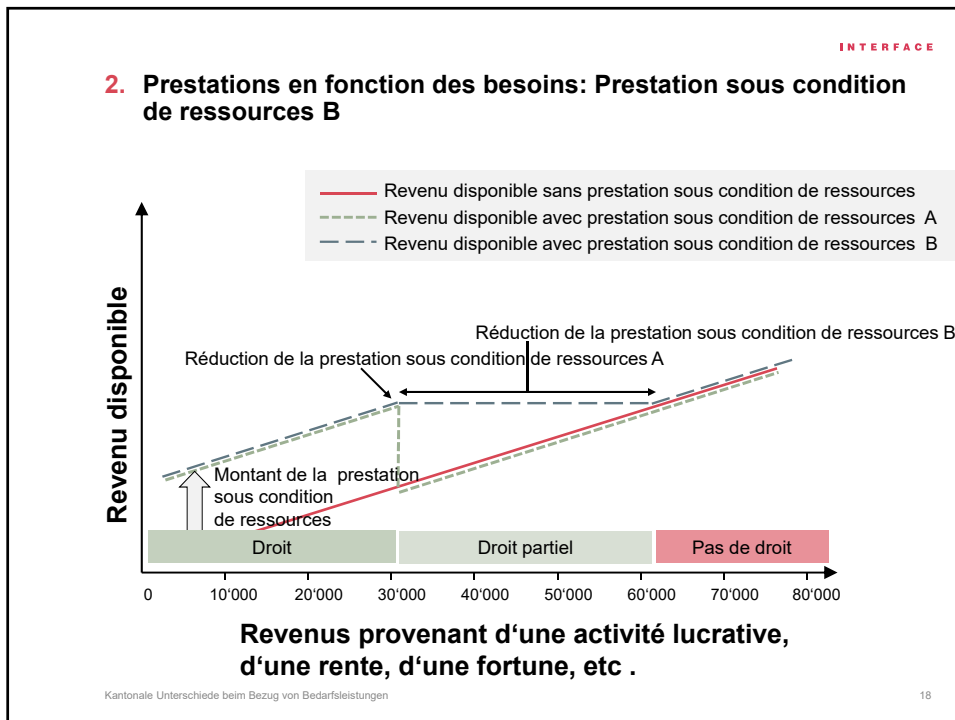 INTERFACE
2. Prestations en fonction des besoins: Prestation sous condition
de ressources B
Revenu disponible sans prestation sous condition de ressources
Revenu disponible avec prestation sous condition de ressources A
Revenu disponible avec prestation sous condition de ressources B
Revenu disponible
Réduction de la prestation sous condition de ressources B
Réduction de la prestation sous condition de ressources A
Montant de la prestation
sous condition
de ressources
Droit
Droit partiel
Pas de droit
0 10'000 20'000 30'000 40'000 50'000 60'000 70'000 80'000
Revenus provenant d‘une activité lucrative,
d‘une rente, d‘une fortune, etc .
Kantonale Unterschiede beim Bezug von Bedarfsleistungen
18